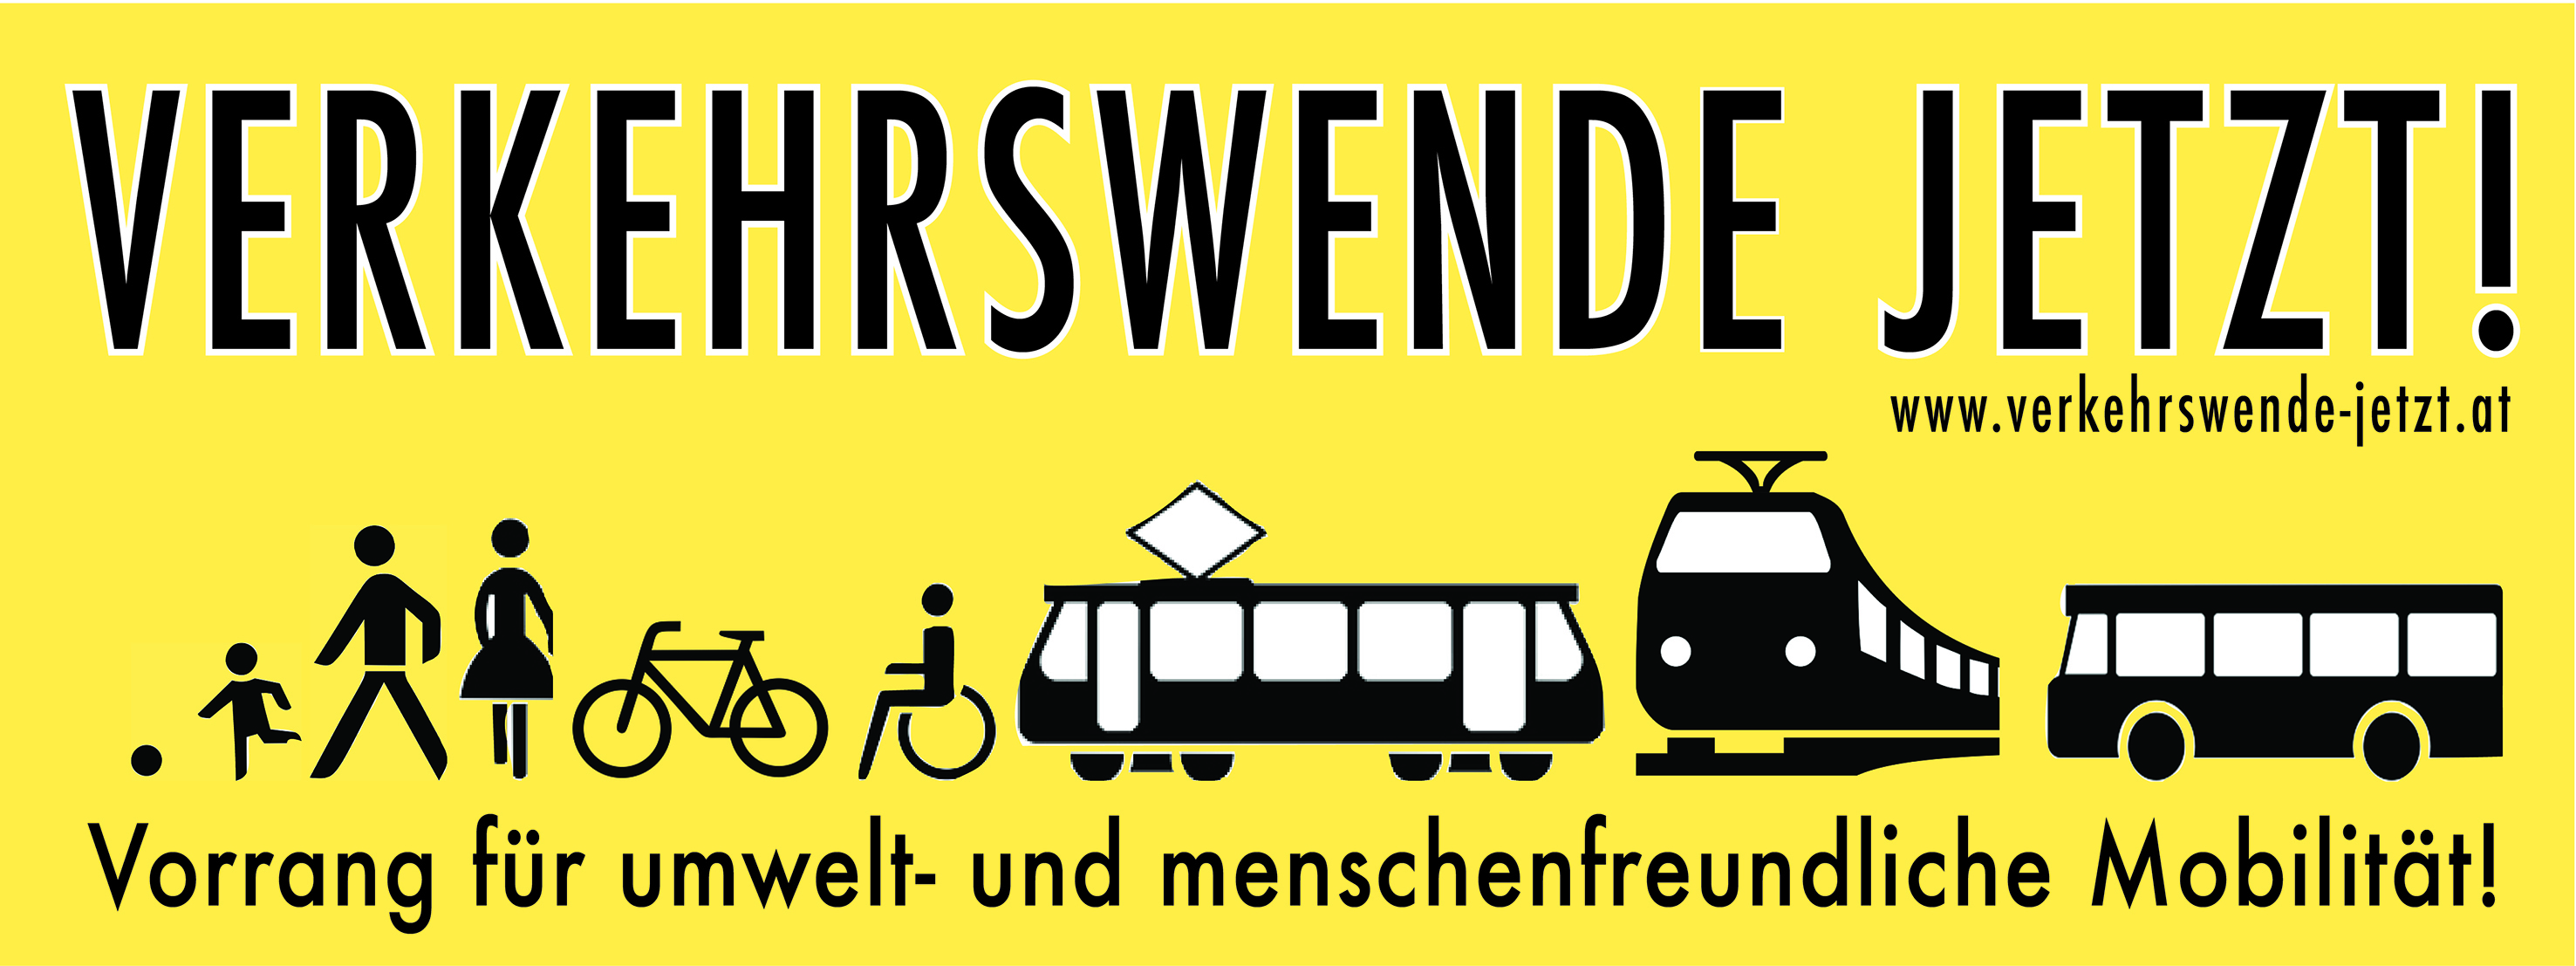 VERKEHRSWENDE JETZT!
www.verkehrswende-jetzt.at
Vorrang für umwelt- und menschenfreundliche Mobilität!